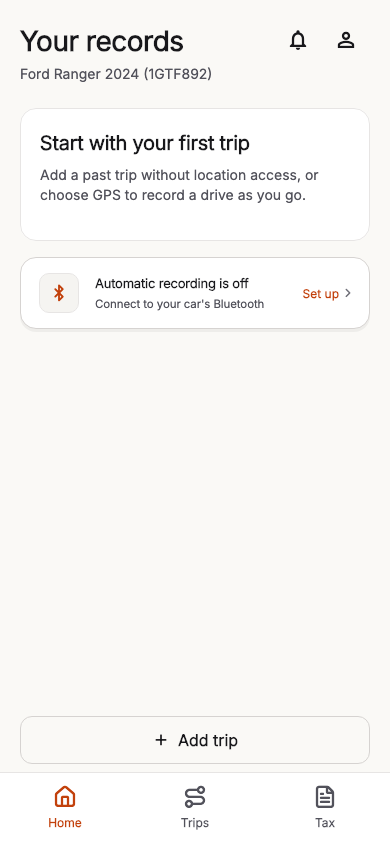 Your records
Ford Ranger 2024 (1GTF892)
Start with your first trip
Add a past trip without location access, or
choose GPS to record a drive as you go.
Automatic recording is off
Connect to your car's Bluetooth
Set up
+ Add trip
Home
Trips
Tax